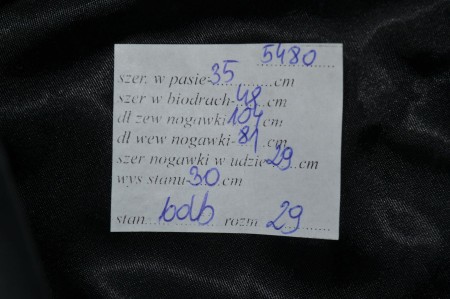 5480
szer. w pasie-35.............cm
szer w biodrach-48...cm
dł zew nogawki 104 cm
dł wew nogawki-81.cm
szer nogawki w udzie 29.cm
wys stanu-30.cm
stan...bdb...rozm.29........